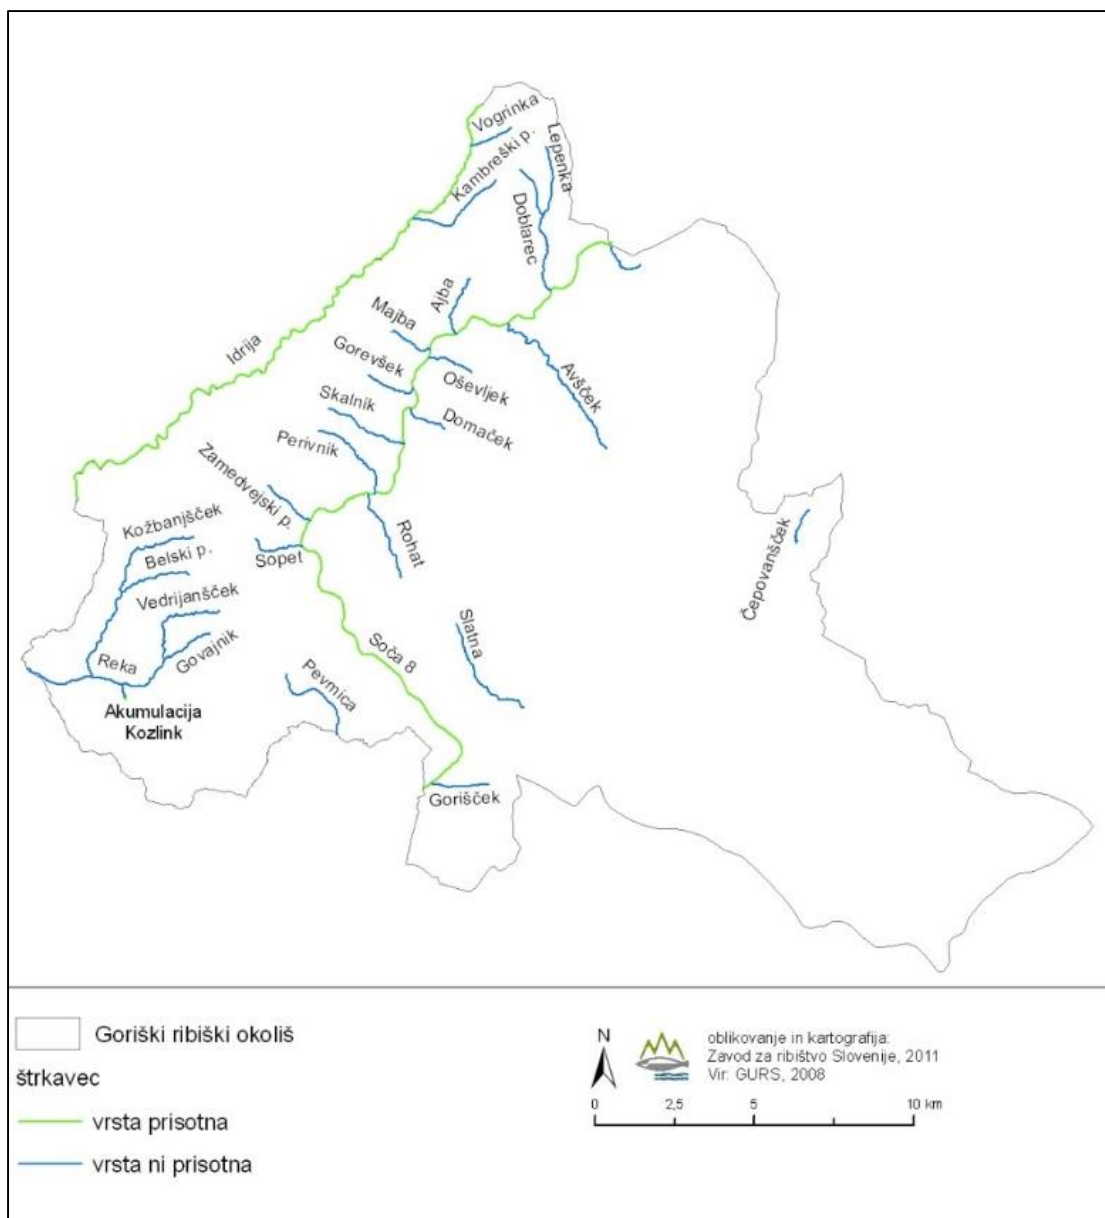 Vogrinka
Kambreški p.
Lepenka
Doblarec
Ajba
Majba
Idrija
Gorevšek
Oševljek
Avšček
Skalnik
Domaček
Perivnik
Zamedvejski p.
Kožbanjšček
Čepovanšček
Rohat
Belski p.
Sopet
Vedrijanšček
Slatna
Govajnik
Soča 8
Reka
Pevmica
Akumulacija
Kozlink
Gorišček
Goriški ribiški okoliš
štrkavec
vrsta prisotna
vrsta ni prisotna
N
oblikovanje in kartografija:
Zavod za ribištvo Slovenije, 2011
Vir: GURS, 2008
0 2,5 5 10 km